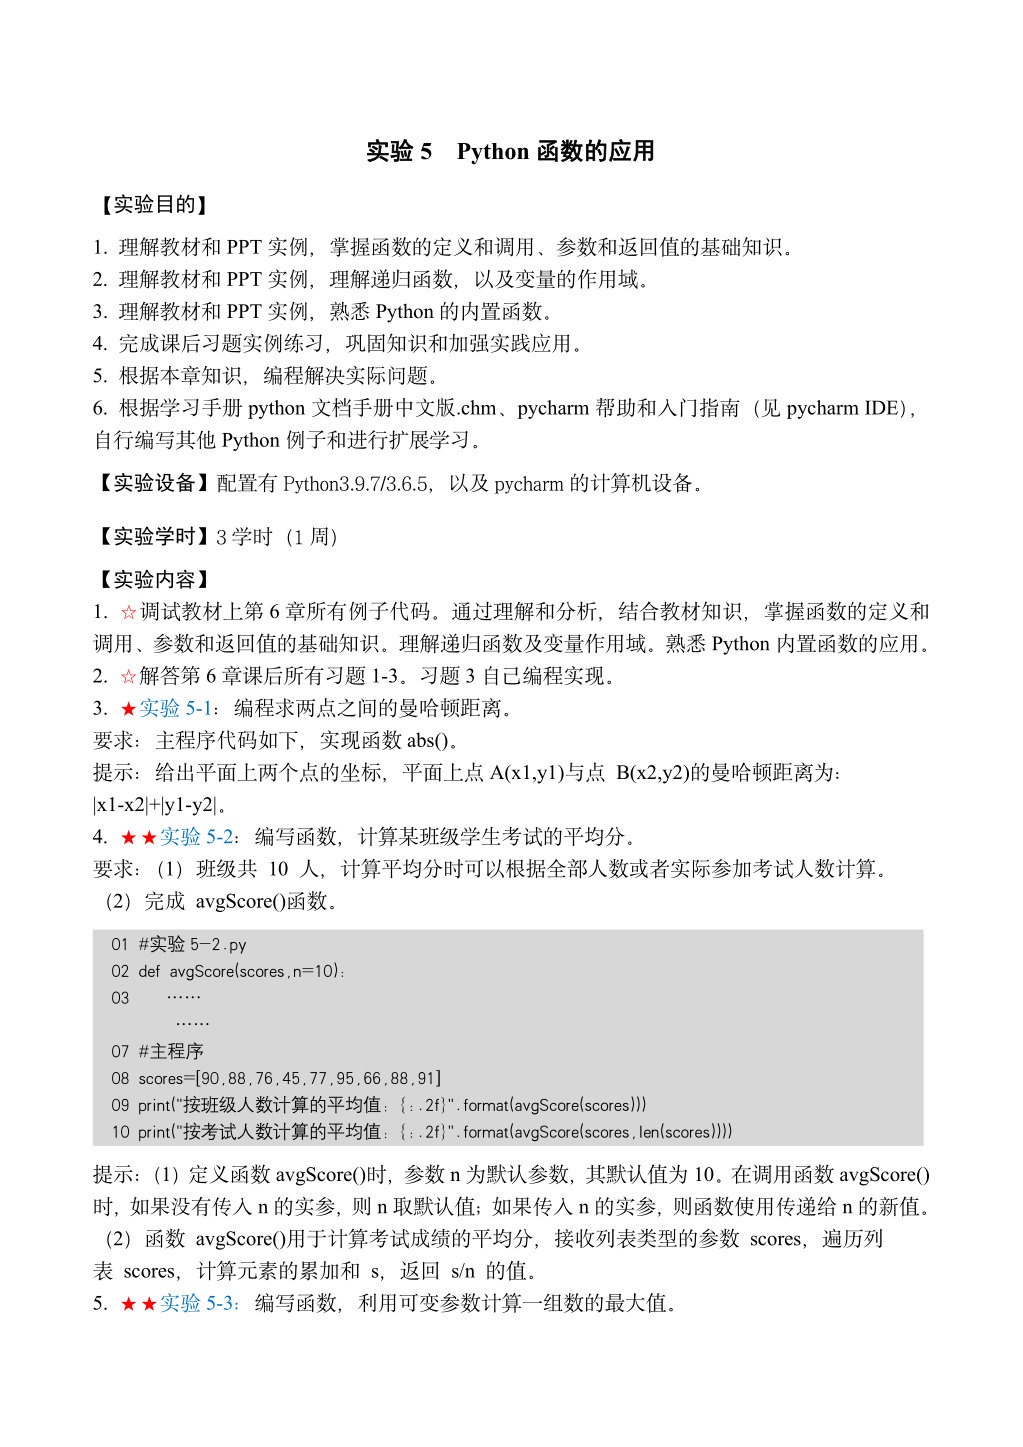 实验 5　Python 函数的应用
【实验目的】
1. 理解教材和 PPT 实例，掌握函数的定义和调用、参数和返回值的基础知识。
2. 理解教材和 PPT 实例，理解递归函数，以及变量的作用域。
3. 理解教材和 PPT 实例，熟悉 Python 的内置函数。
4. 完成课后习题实例练习，巩固知识和加强实践应用。
5. 根据本章知识，编程解决实际问题。
6. 根据学习手册 python 文档手册中文版.chm、pycharm 帮助和入门指南（见 pycharm IDE），
自行编写其他 Python 例子和进行扩展学习。
【实验设备】配置有 Python3.9.7/3.6.5，以及 pycharm 的计算机设备。
【实验学时】3 学时（1 周）
【实验内容】
1. ☆调试教材上第 6 章所有例子代码。通过理解和分析，结合教材知识，掌握函数的定义和
调用、参数和返回值的基础知识。理解递归函数及变量作用域。熟悉 Python 内置函数的应用。
2. ☆解答第 6 章课后所有习题 1-3。习题 3 自己编程实现。
3. ★实验 5-1：编程求两点之间的曼哈顿距离。
要求：主程序代码如下，实现函数 abs()。
提示：给出平面上两个点的坐标，平面上点 A(x1,y1)与点 B(x2,y2)的曼哈顿距离为：
|x1-x2|+|y1-y2|。
4. ★★实验 5-2：编写函数，计算某班级学生考试的平均分。
要求：（1）班级共 10 人，计算平均分时可以根据全部人数或者实际参加考试人数计算。
（2）完成 avgScore()函数。
01 #实验 5-2.py
02 def avgScore(scores,n=10):
03 ……
……
07 #主程序
08 scores=[90,88,76,45,77,95,66,88,91]
09 print("按班级人数计算的平均值：{:.2f}".format(avgScore(scores)))
10 print("按考试人数计算的平均值：{:.2f}".format(avgScore(scores,len(scores))))
提示：（1）定义函数 avgScore()时，参数 n 为默认参数，其默认值为 10。在调用函数 avgScore()
时，如果没有传入 n 的实参，则 n 取默认值；如果传入 n 的实参，则函数使用传递给 n 的新值。
（2）函数 avgScore()用于计算考试成绩的平均分，接收列表类型的参数 scores，遍历列
表 scores，计算元素的累加和 s，返回 s/n 的值。
5. ★★实验 5-3：编写函数，利用可变参数计算一组数的最大值。